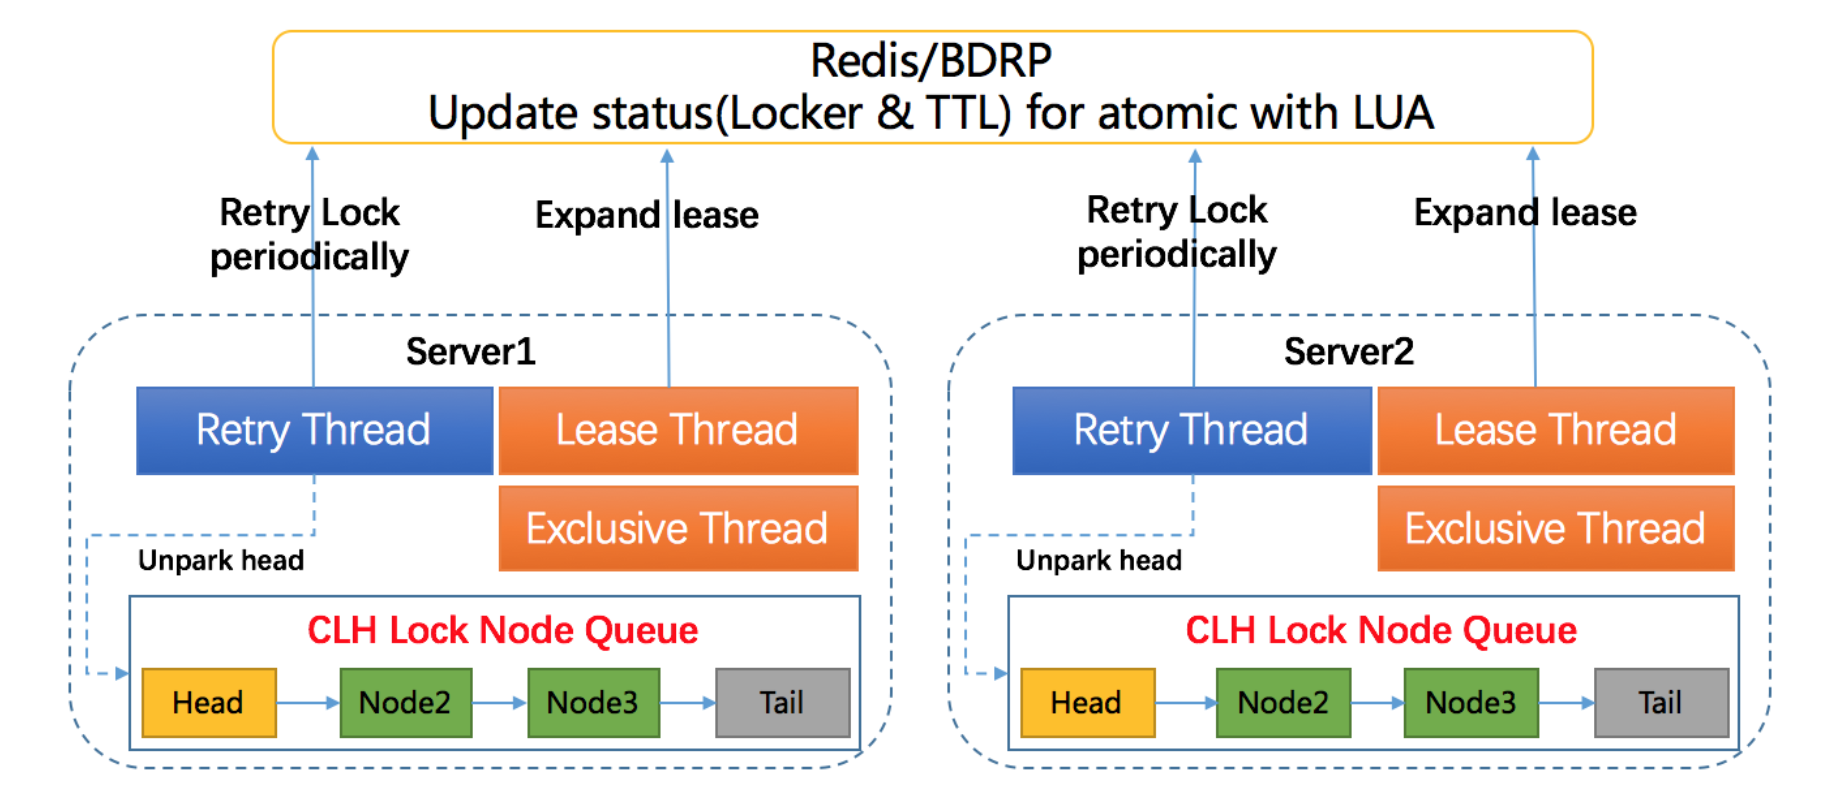 Redis/BDRP
Update status(Locker & TTL) for atomic with LUA
Retry Lock
periodically
Expand lease
Retry Lock
periodically
Expand lease
Server1
Retry Thread
Lease Thread
Exclusive Thread
Unpark head
CLH Lock Node Queue
Head
Node2
Node3
Tail
Server2
Retry Thread
Lease Thread
Exclusive Thread
Unpark head
CLH Lock Node Queue
Head
Node2
Node3
Tail